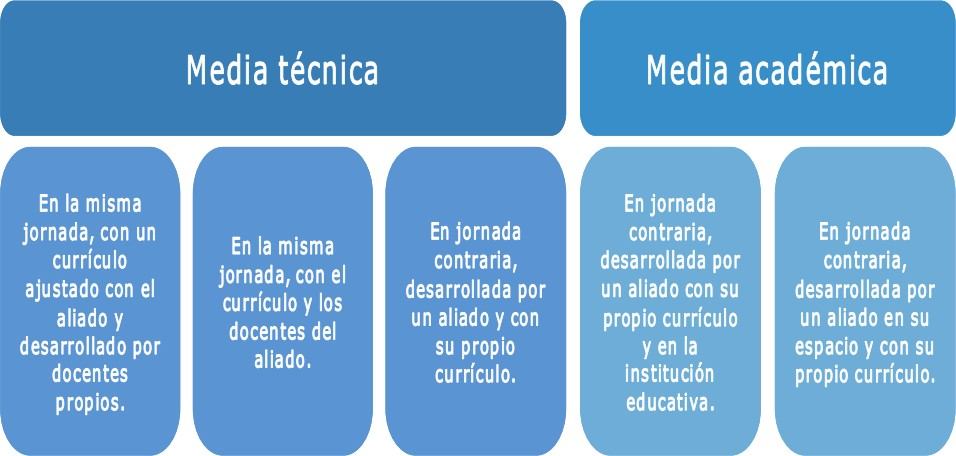 Media técnica
Media académica
En la misma
jornada, con un
currículo
ajustado con el
aliado y
desarrollado por
docentes
propios.
En la misma
jornada, con el
currículo y los
docentes del
aliado.
En jornada
contraria,
desarrollada por
un aliado y con
su propio
currículo.
En jornada
contraria,
desarrollada por
un aliado con su
propio currículo
y en la
institución
educativa.
En jornada
contraria,
desarrollada por
un aliado en su
espacio y con su
propio currículo.